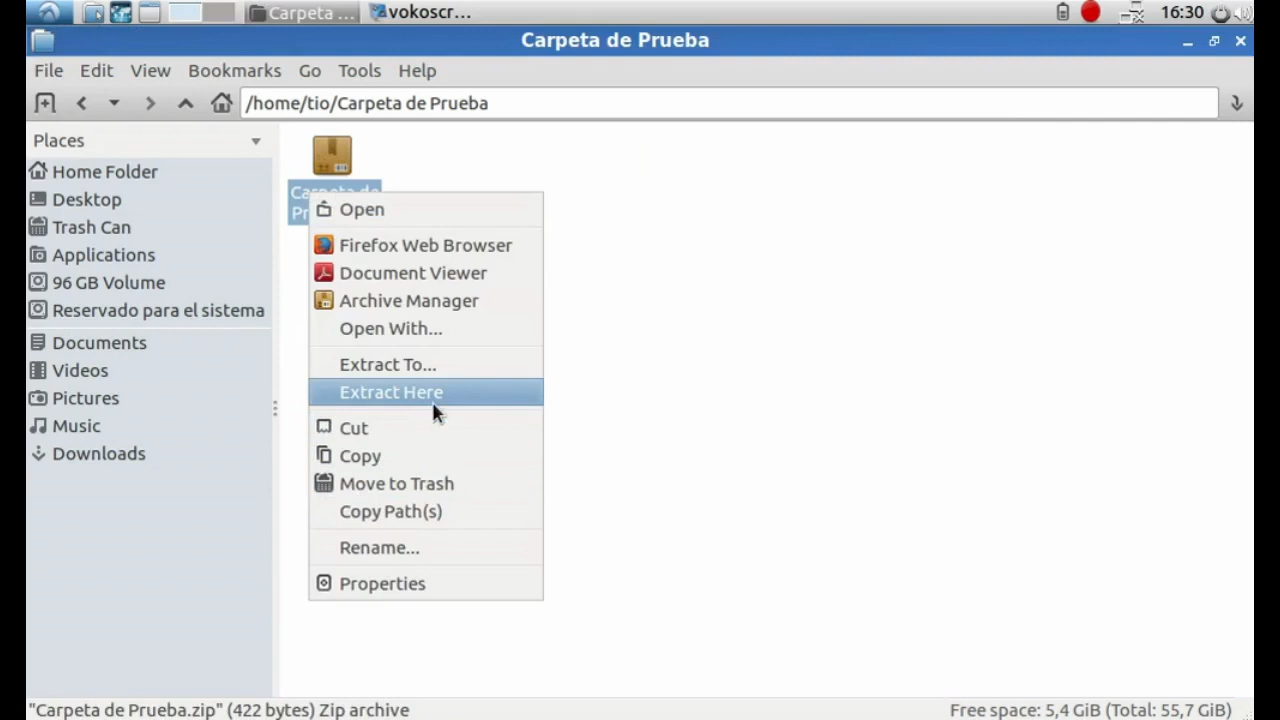 Carpeta ...
vokoscr...
16:30
Carpeta de Prueba
File Edit View Bookmarks Go Tools Help
/home/tio/Carpeta de Prueba
Places
Home Folder
Desktop
Trash Can
Applications
96 GB Volume
Reservado para el sistema
Documents
Videos
Pictures
Music
Downloads
Carpeta de
Pr
Open
Firefox Web Browser
Document Viewer
Archive Manager
Open With...
Extract To...
Extract Here
Cut
Copy
Move to Trash
Copy Path(s)
Rename...
Properties
"Carpeta de Prueba.zip" (422 bytes) Zip archive
Free space: 5,4 GiB (Total: 55,7 GiB)